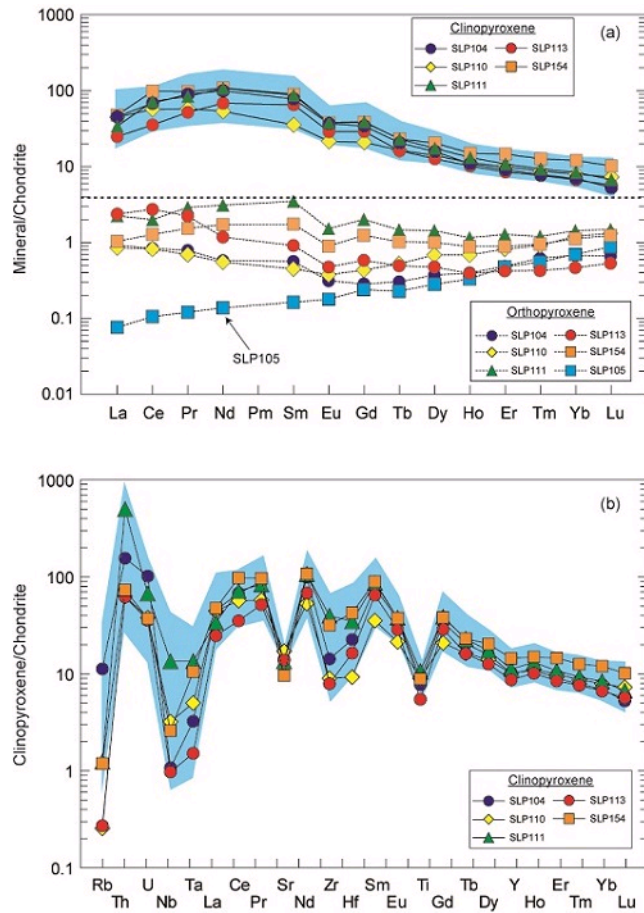 1000
(a)
Clinopyroxene
SLP104
SLP113
SLP110
SLP154
SLP111
100
10
Mineral/Chondrite
1
0.1
SLP105
Orthopyroxene
SLP104
SLP113
SLP110
SLP154
SLP111
SLP105
0.01
La Ce Pr Nd Pm Sm Eu Gd Tb Dy Ho Er Tm Yb Lu
1000
(b)
100
Clinopyroxene/Chondrite
10
1
Clinopyroxene
SLP104
SLP113
SLP110
SLP154
SLP111
0.1
Rb U Ta Ce Sr Zr Sm Ti Tb Y Er Yb
Th Nb La Pr Nd Hf Eu Gd Dy Ho Tm Lu